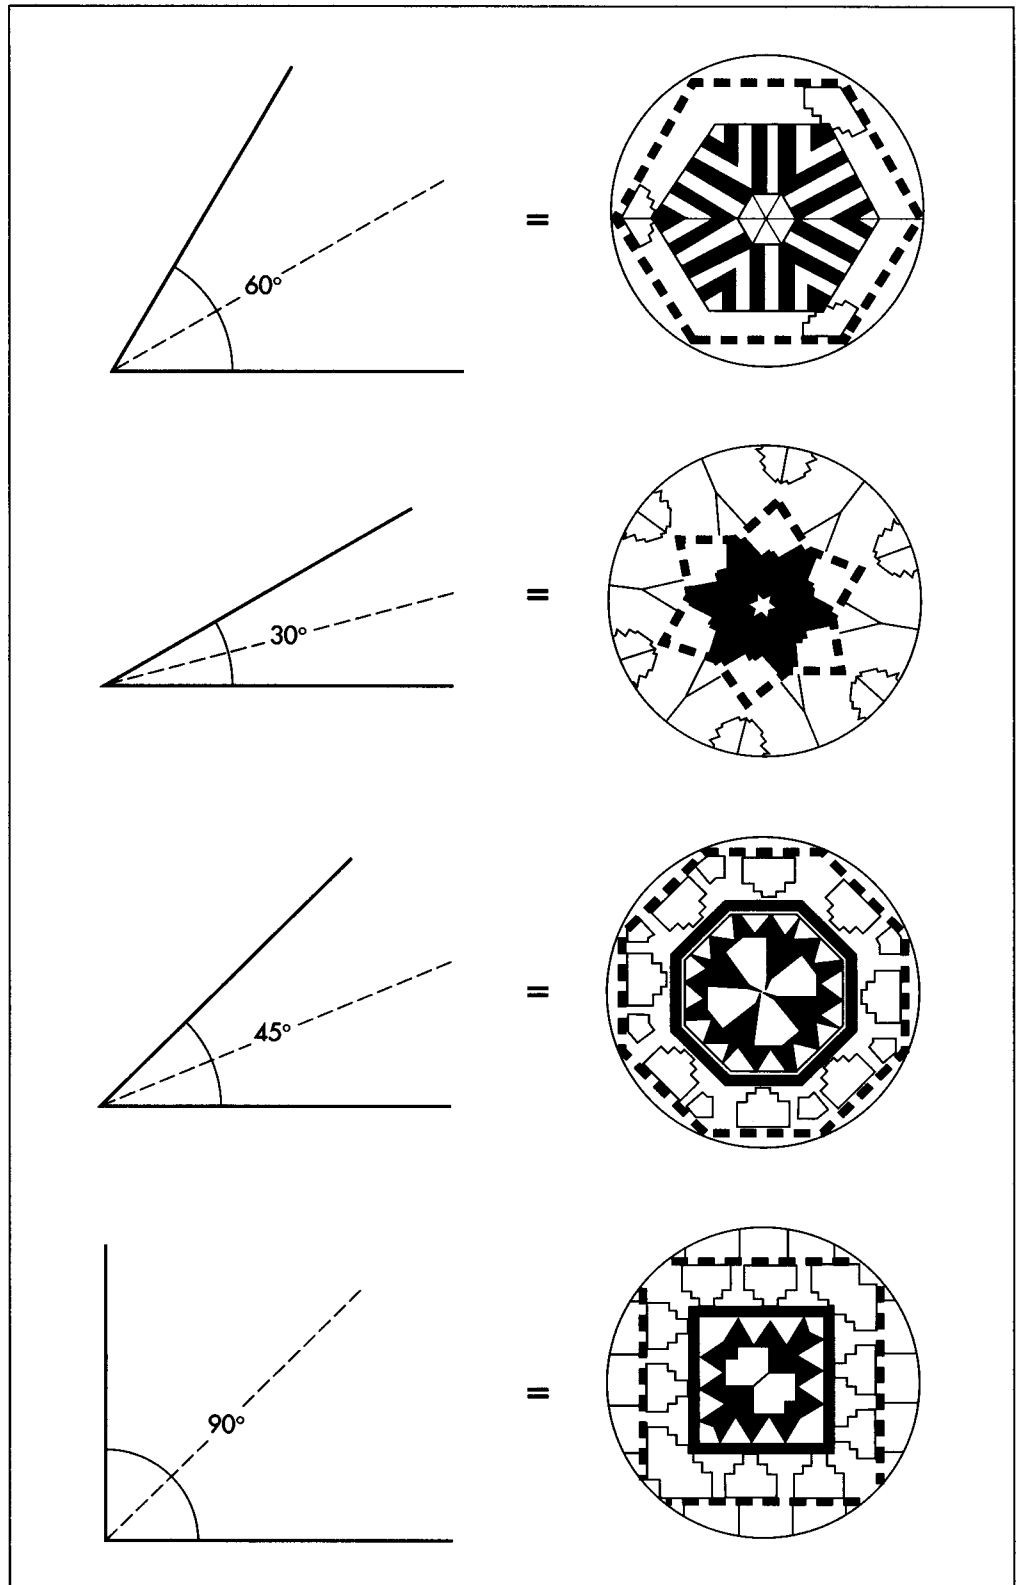 60° =
30° =
45° =
90° =